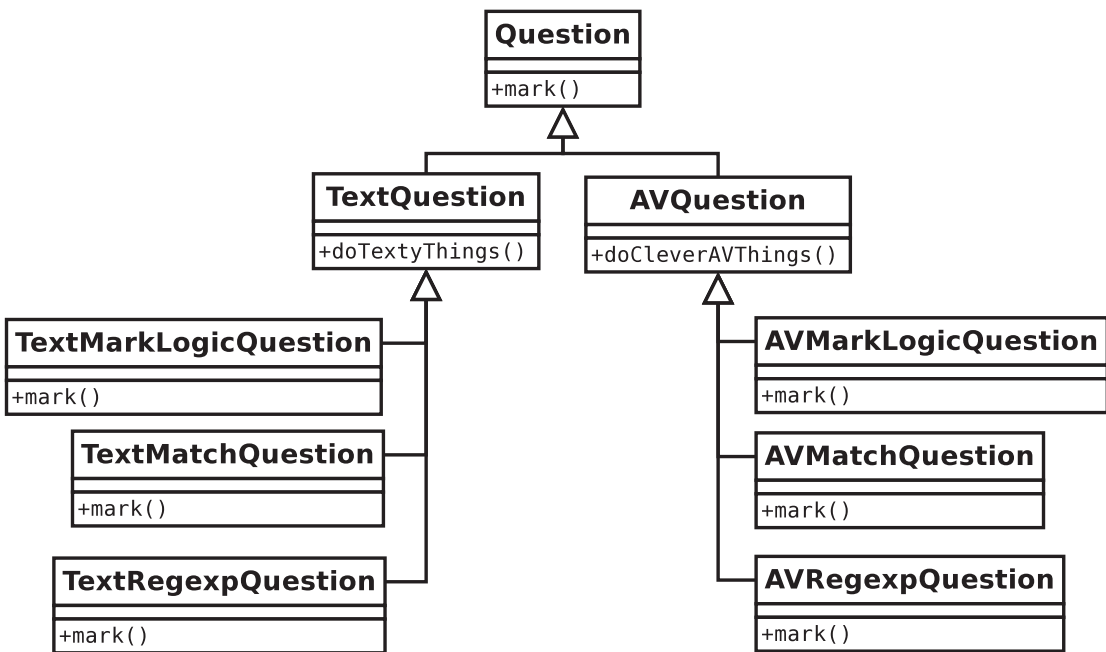 Question
+mark()
TextQuestion
+doTextyThings()
AVQuestion
+doCleverAVThings()
TextMarkLogicQuestion
+mark()
TextMatchQuestion
+mark()
TextRegexpQuestion
+mark()
AVMarkLogicQuestion
+mark()
AVMatchQuestion
+mark()
AVRegexpQuestion
+mark()